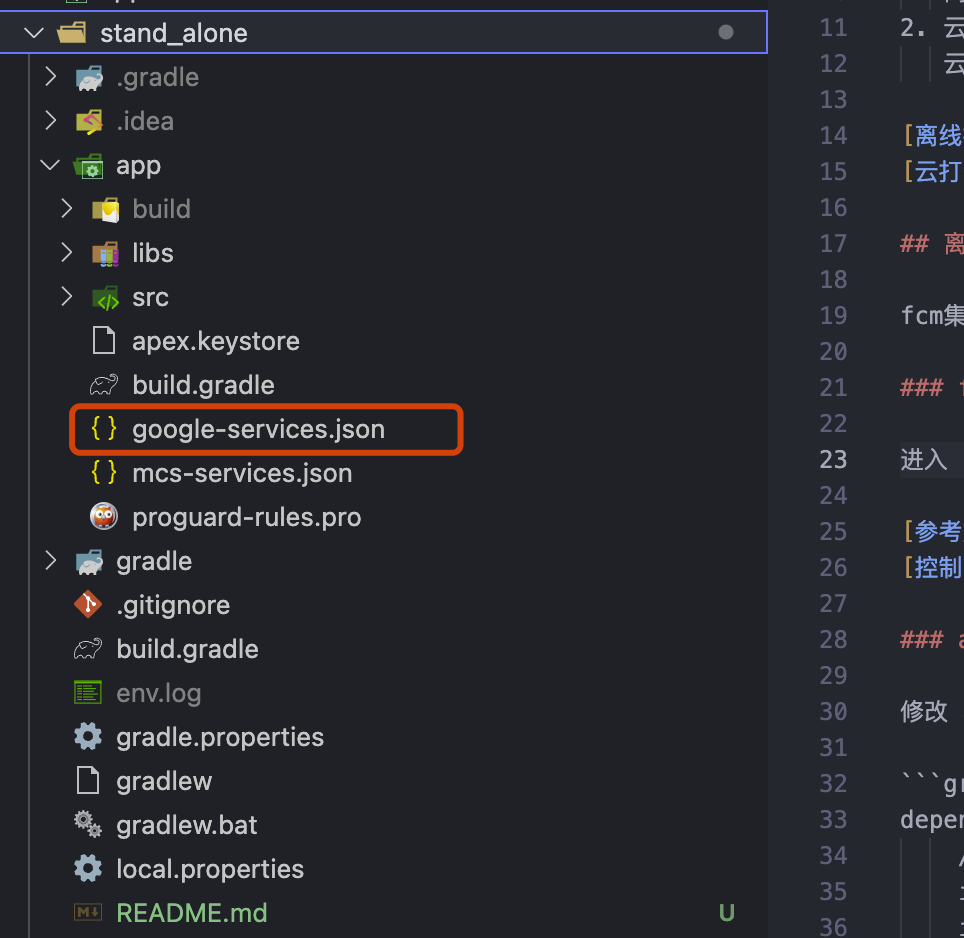 stand_alone
.gradle
.idea
app
build
libs
src
apex.keystore
build.gradle
google-services.json
mcs-services.json
proguard-rules.pro
gradle
.gitignore
build.gradle
env.log
gradle.properties
gradlew
gradlew.bat
local.properties
README.md U
11
12 云
13
14 [离线
15 [云打
16
17 ## 离
18
19 fcm集
20
21 ###
22
23 进入
24
25 [参考
26 [控制
27
28 ###
29
30 修改
31
32 ```gr
33 depen
34 /
35
36
2. 云